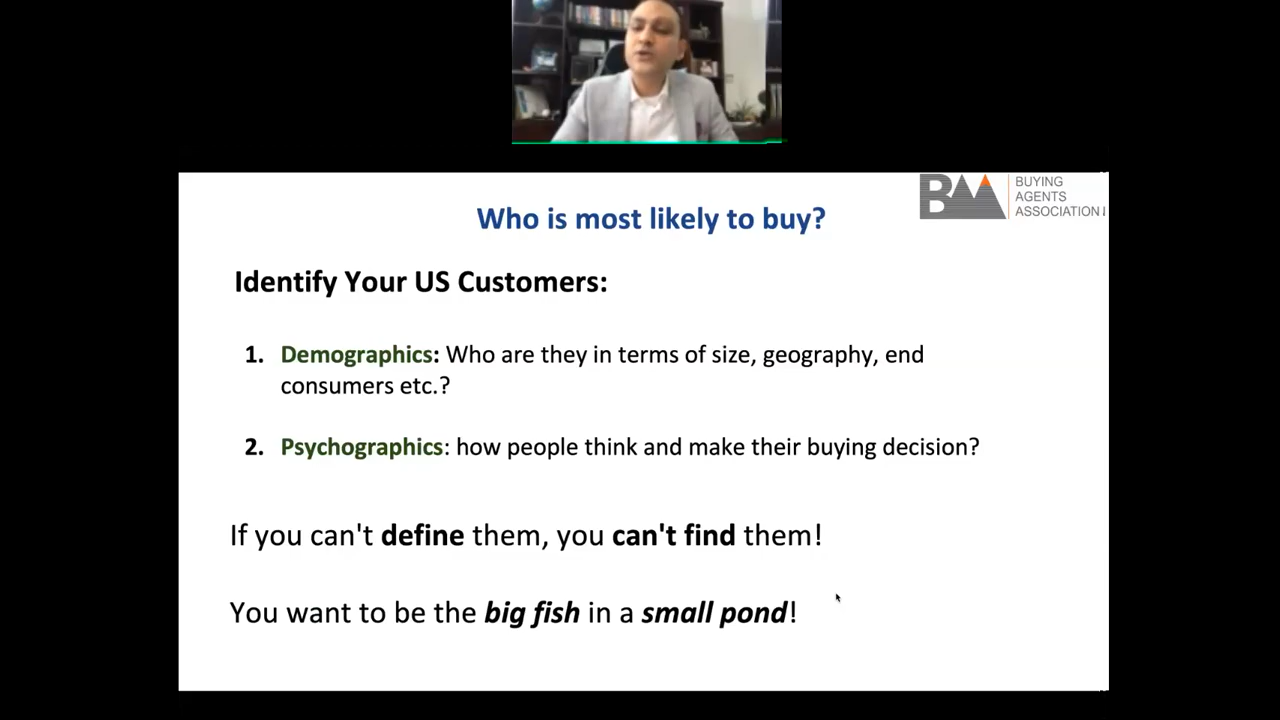 BAA
BUYING
AGENTS
ASSOCIATION
Who is most likely to buy?
Identify Your US Customers:
1. Demographics: Who are they in terms of size, geography, end
consumers etc.?
2. Psychographics: how people think and make their buying decision?
If you can't define them, you can't find them!
You want to be the big fish in a small pond!